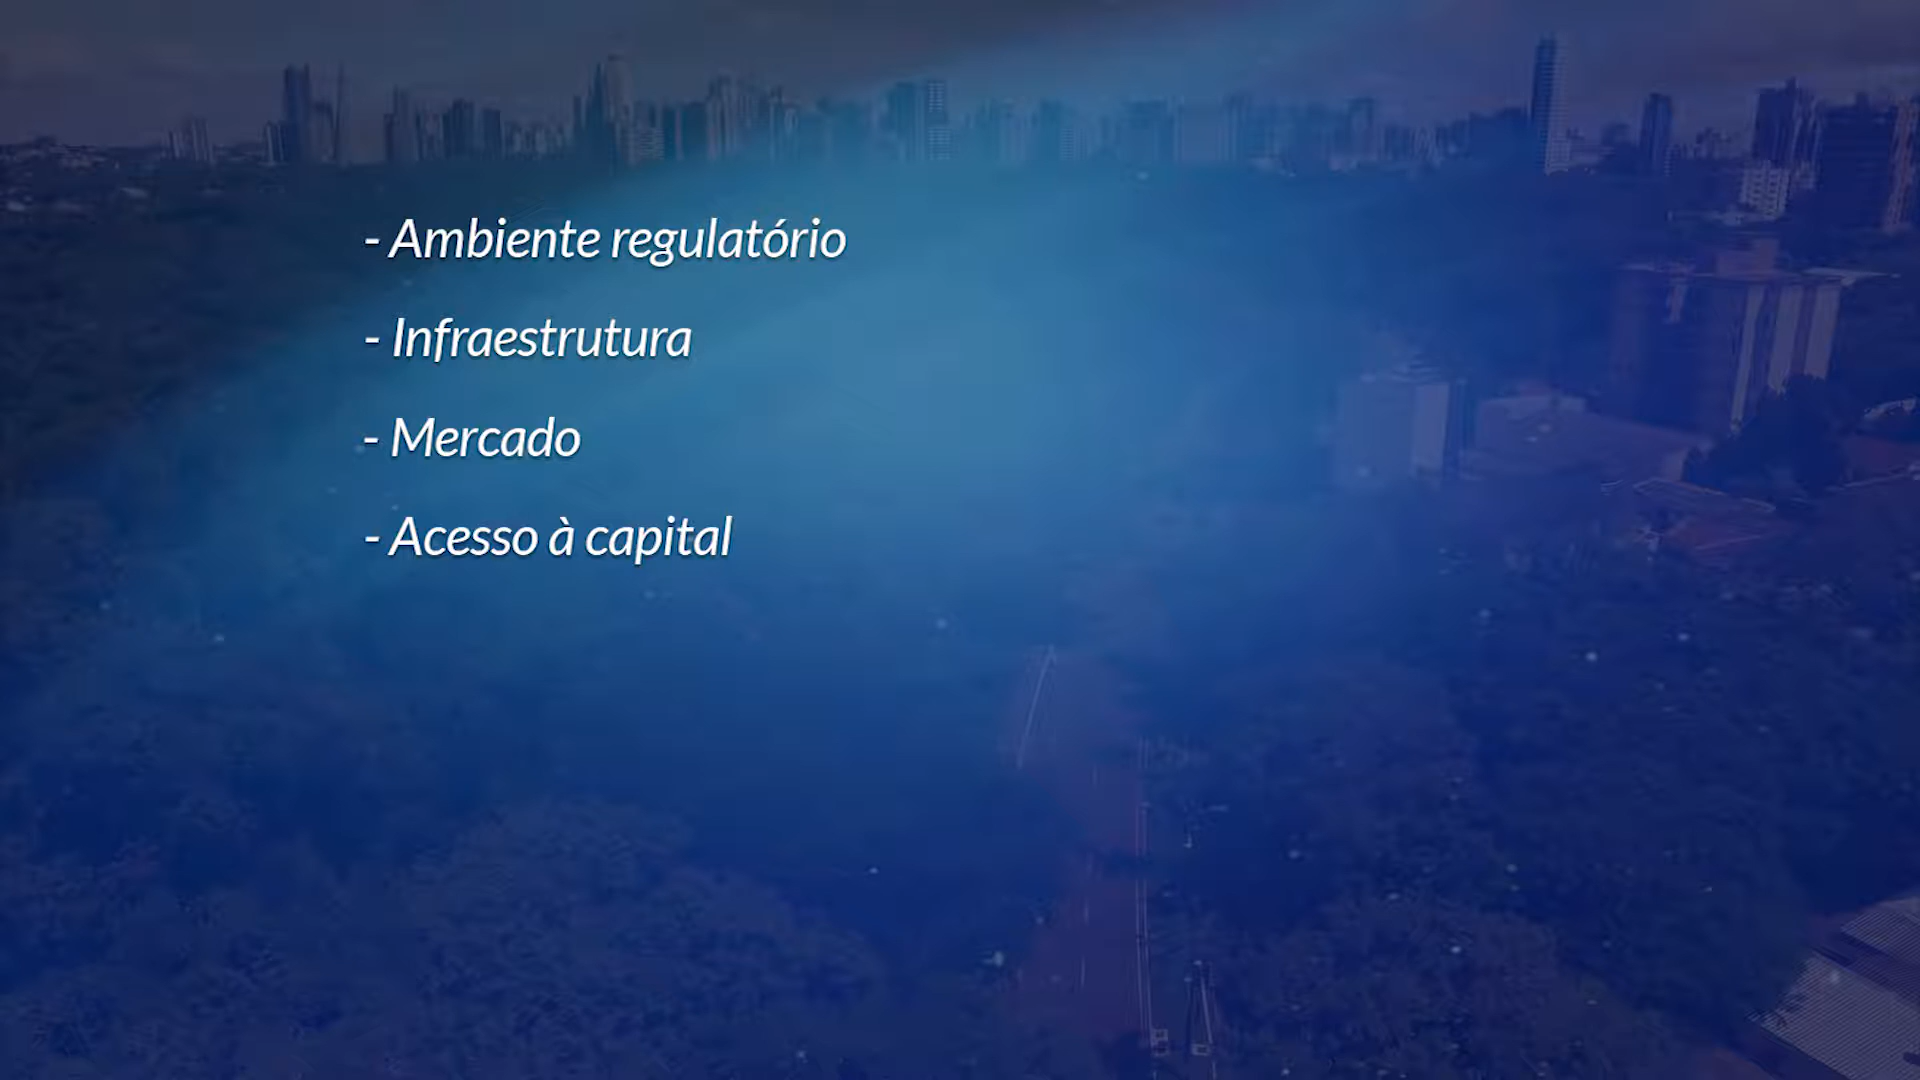 - Ambiente regulatório
- Infraestrutura
- Mercado
- Acesso à capital